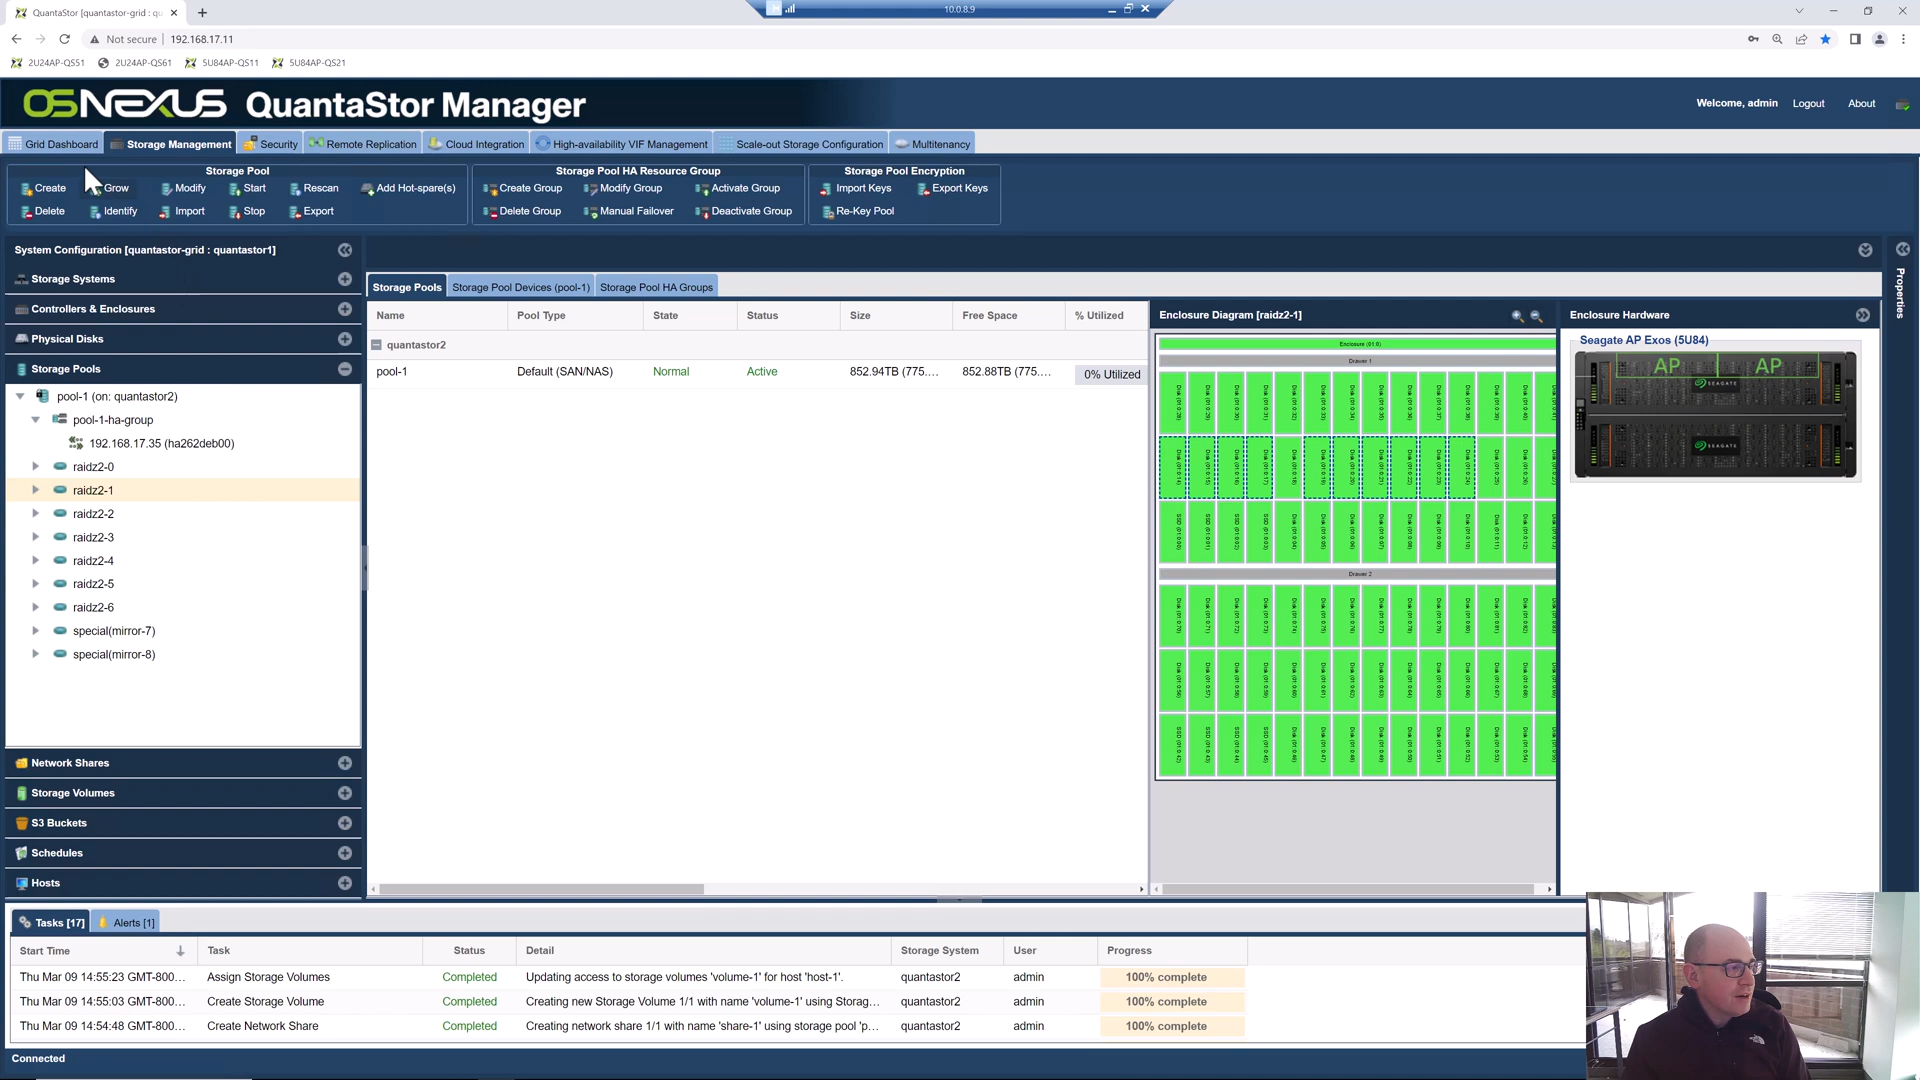 QuantaStor (quantastor-grid : qu
10.0.8.9
Not secure 192.168.17.11
2U24AP-QS51 2U24AP-QS61 5U84AP-QS11 5U84AP-QS21
OSNEXUS QuantaStor Manager
Welcome, admin Logout About
Grid Dashboard Storage Management Security Remote Replication Cloud Integration High-availability VIF Management Scale-out Storage Configuration Multitenancy
Storage Pool Storage Pool HA Resource Group Storage Pool Encryption
Create Grow Modify Start Rescan Add Hot-spare(s) Create Group Modify Group Activate Group Import Keys Export Keys
Delete Identify Import Stop Export Delete Group Manual Failover Deactivate Group Re-Key Pool
System Configuration [quantastor-grid : quantastor1]
Storage Systems
Controllers & Enclosures
Physical Disks
Storage Pools
pool-1 (on: quantastor2)
pool-1-ha-group
192.168.17.35 (ha262deb00)
raidz2-0
raidz2-1
raidz2-2
raidz2-3
raidz2-4
raidz2-5
raidz2-6
special(mirror-7)
special(mirror-8)
Network Shares
Storage Volumes
S3 Buckets
Schedules
Hosts
Storage Pools Storage Pool Devices (pool-1) Storage Pool HA Groups
Name Pool Type State Status Size Free Space % Utilized
quantastor2
pool-1 Default (SAN/NAS) Normal Active 852.94TB (775.... 852.88TB (775.... 0% Utilized
Enclosure Diagram [raidz2-1]
Enclosure (01:0)
Drawer 1
Drawer 2
Enclosure Hardware
Seagate AP Exos (5U84)
AP AP
SEAGATE
SEAGATE
Properties
Tasks [17] Alerts [1]
Start Time Task Status Detail Storage System User Progress
Thu Mar 09 14:55:23 GMT-800... Assign Storage Volumes Completed Updating access to storage volumes 'volume-1' for host 'host-1'. quantastor2 admin 100% complete
Thu Mar 09 14:55:03 GMT-800... Create Storage Volume Completed Creating new Storage Volume 1/1 with name 'volume-1' using Storag... quantastor2 admin 100% complete
Thu Mar 09 14:54:48 GMT-800... Create Network Share Completed Creating network share 1/1 with name 'share-1' using storage pool 'p... quantastor2 admin 100% complete
Connected